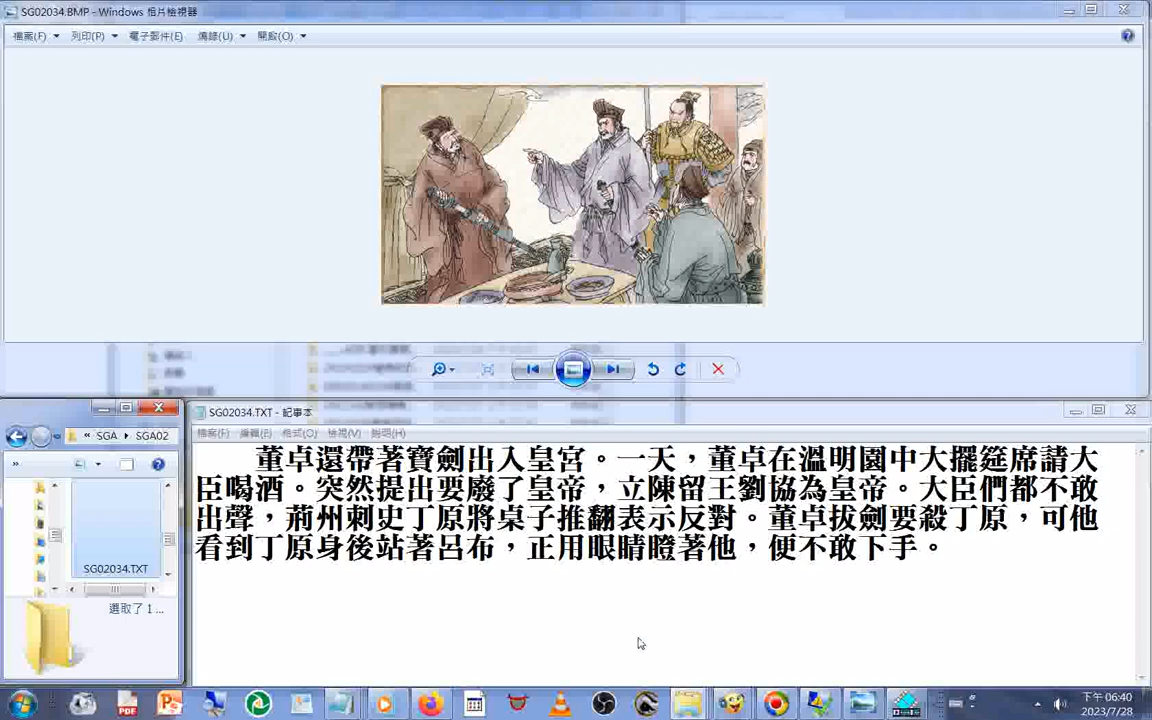 SG02034.BMP - Windows 相片檢視器
檔案(F) 列印(P) 電子郵件(E) 燒錄(U) 開啟(O)
SGA SGA02
SG02034.TXT
選取了 1 ...
SG02034.TXT - 記事本
檔案(F) 編輯(E) 格式(O) 檢視(V) 說明(H)
董卓還帶著寶劍出入皇宮。一天，董卓在溫明園中大擺筵席請大
臣喝酒。突然提出要廢了皇帝，立陳留王劉協為皇帝。大臣們都不敢
出聲，荊州刺史丁原將桌子推翻表示反對。董卓拔劍要殺丁原，可他
看到丁原身後站著呂布，正用眼睛瞪著他，便不敢下手。
PDF
下午 06:40
2023/7/28